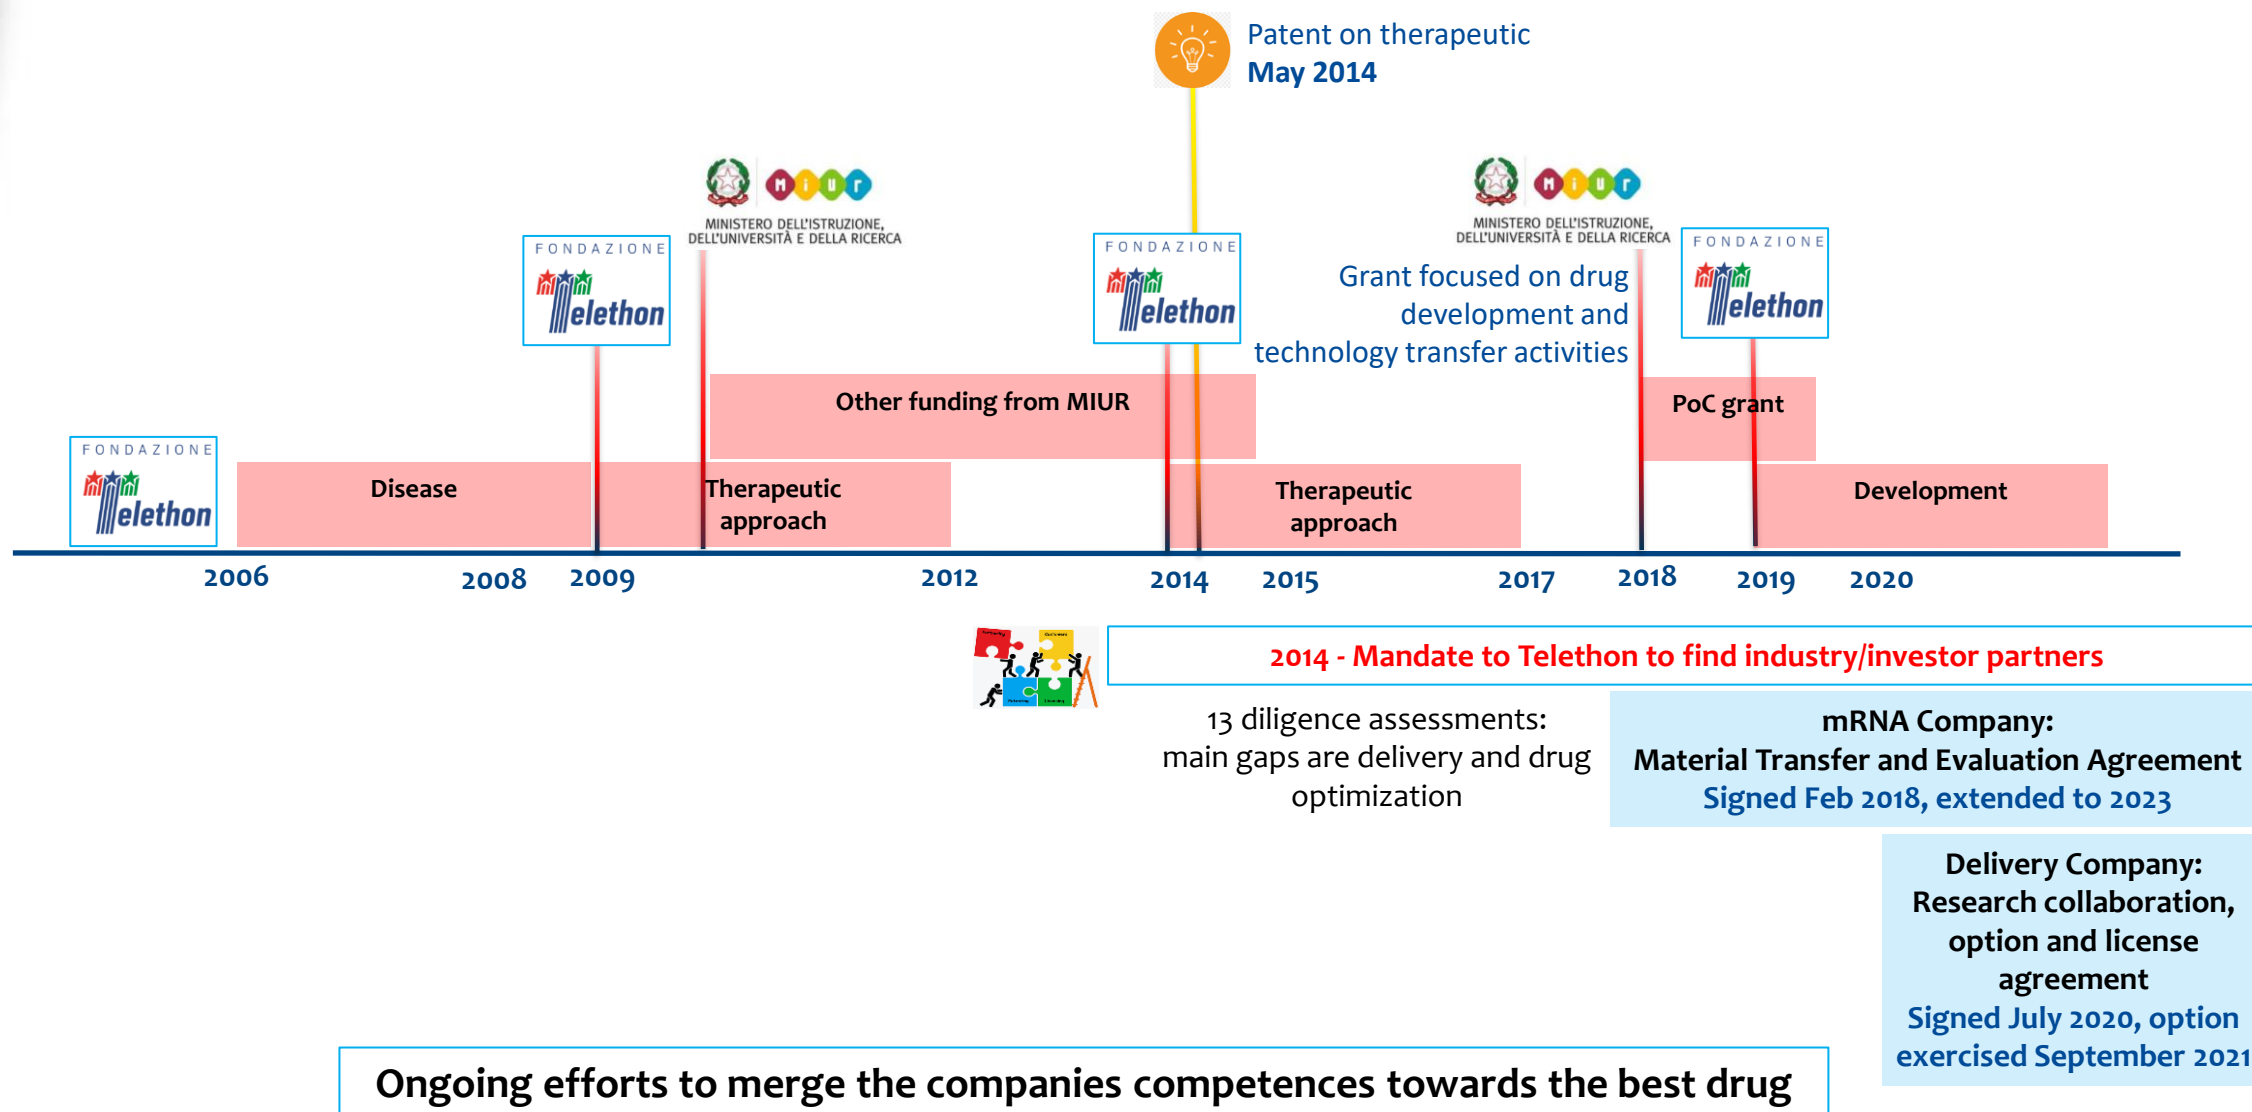 Patent on therapeutic
May 2014
MIUR
MINISTERO DELL'ISTRUZIONE,
DELL'UNIVERSITÀ E DELLA RICERCA
MIUR
MINISTERO DELL'ISTRUZIONE,
DELL'UNIVERSITÀ E DELLA RICERCA
FONDAZIONE
Telethon
FONDAZIONE
Telethon
FONDAZIONE
Telethon
Grant focused on drug
development and
technology transfer activities
Other funding from MIUR
PoC grant
FONDAZIONE
Telethon
Disease
Therapeutic
approach
Therapeutic
approach
Development
2006
2008
2009
2012
2014
2015
2017
2018
2019
2020
2014 - Mandate to Telethon to find industry/investor partners
13 diligence assessments:
main gaps are delivery and drug
optimization
mRNA Company:
Material Transfer and Evaluation Agreement
Signed Feb 2018, extended to 2023
Delivery Company:
Research collaboration,
option and license
agreement
Signed July 2020, option
exercised September 2021
Ongoing efforts to merge the companies competences towards the best drug